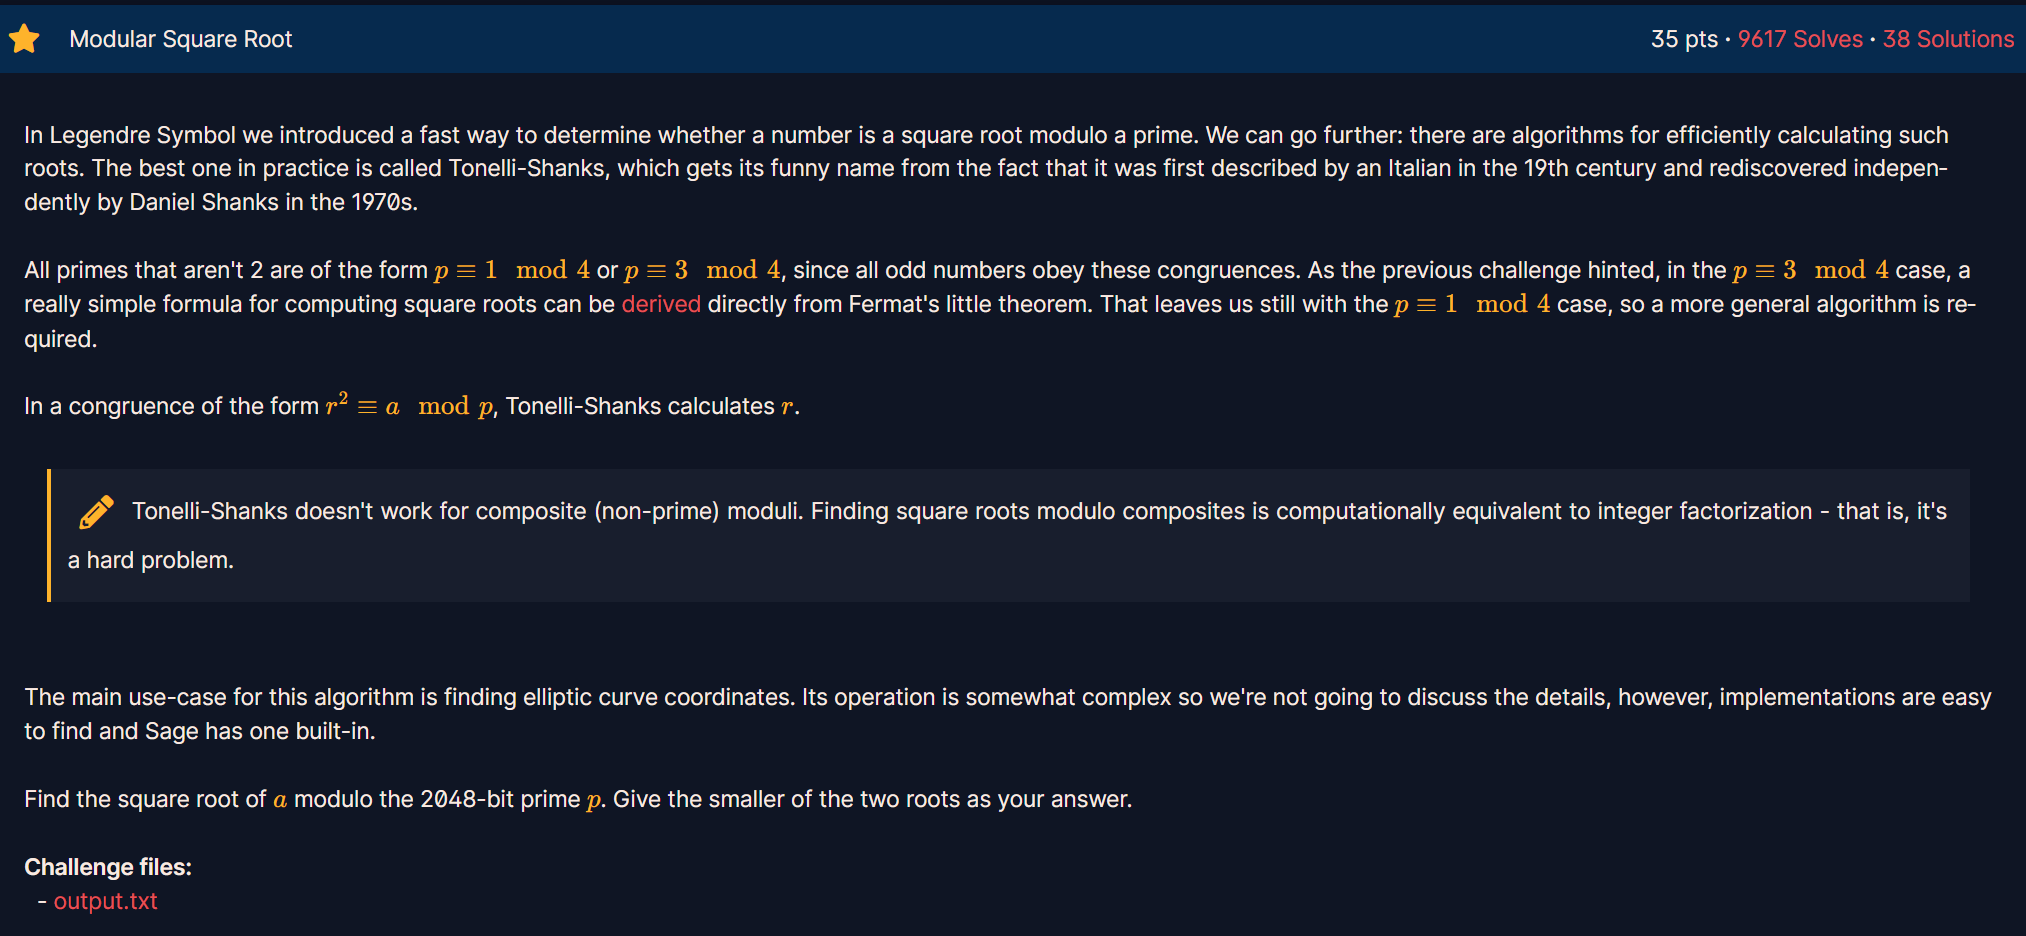 Modular Square Root
35 pts · 9617 Solves · 38 Solutions
In Legendre Symbol we introduced a fast way to determine whether a number is a square root modulo a prime. We can go further: there are algorithms for efficiently calculating such
roots. The best one in practice is called Tonelli-Shanks, which gets its funny name from the fact that it was first described by an Italian in the 19th century and rediscovered indepen-
dently by Daniel Shanks in the 1970s.
All primes that aren't 2 are of the form p ≡ 1 mod 4 or p ≡ 3 mod 4, since all odd numbers obey these congruences. As the previous challenge hinted, in the p ≡ 3 mod 4 case, a
really simple formula for computing square roots can be derived directly from Fermat's little theorem. That leaves us still with the p ≡ 1 mod 4 case, so a more general algorithm is re-
quired.
In a congruence of the form r² ≡ a mod p, Tonelli-Shanks calculates r.
Tonelli-Shanks doesn't work for composite (non-prime) moduli. Finding square roots modulo composites is computationally equivalent to integer factorization - that is, it's
a hard problem.
The main use-case for this algorithm is finding elliptic curve coordinates. Its operation is somewhat complex so we're not going to discuss the details, however, implementations are easy
to find and Sage has one built-in.
Find the square root of a modulo the 2048-bit prime p. Give the smaller of the two roots as your answer.
Challenge files:
- output.txt